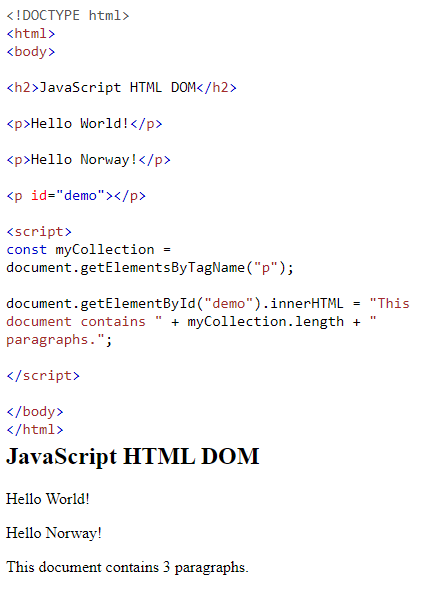 <!DOCTYPE html>
<html>
<body>
<h2>JavaScript HTML DOM</h2>
<p>Hello World!</p>
<p>Hello Norway!</p>
<p id="demo"></p>
<script>
const myCollection =
document.getElementsByTagName("p");
document.getElementById("demo").innerHTML = "This
document contains " + myCollection.length + "
paragraphs.";
</script>
</body>
</html>
JavaScript HTML DOM
Hello World!
Hello Norway!
This document contains 3 paragraphs.